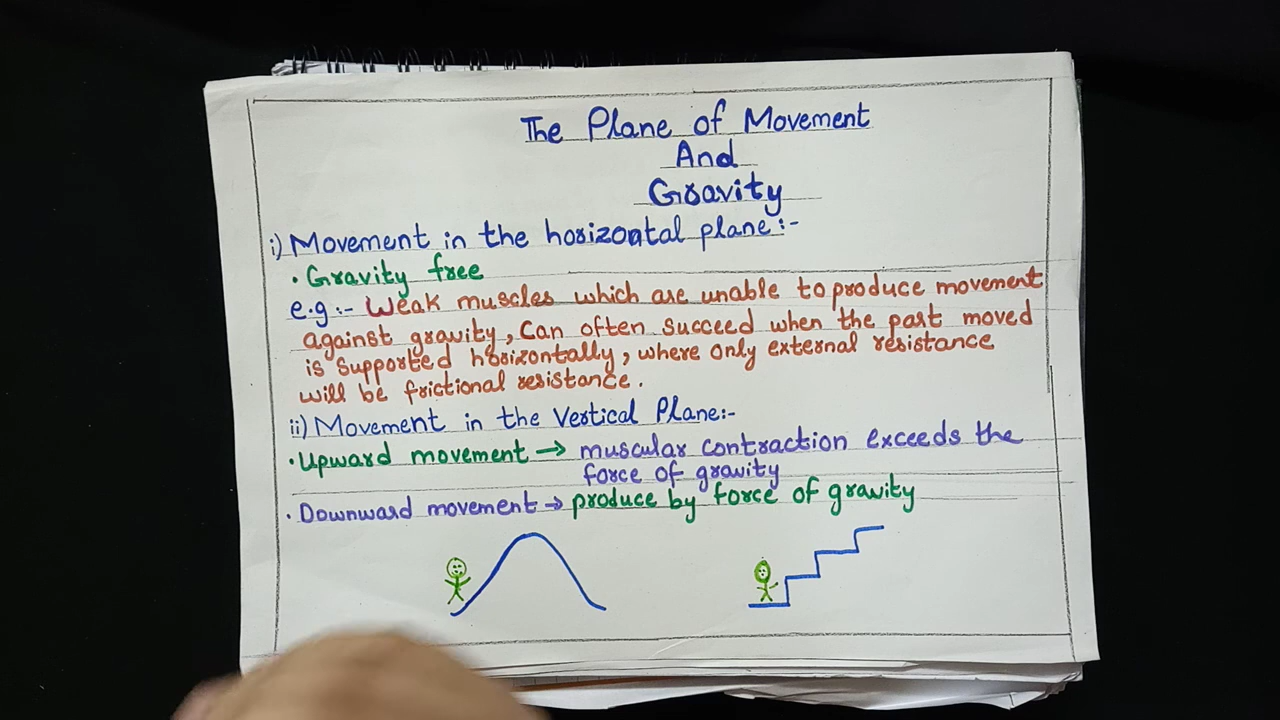 The Plane of Movement
And
Gravity
i) Movement in the horizontal plane:-
• Gravity free
e.g:- Weak muscles which are unable to produce movement
against gravity, Can often succeed when the part moved
is supported horizontally, where only external resistance
will be frictional resistance.
ii) Movement in the Vertical Plane:-
• Upward movement → muscular contraction exceeds the
force of gravity
• Downward movement → produce by force of gravity